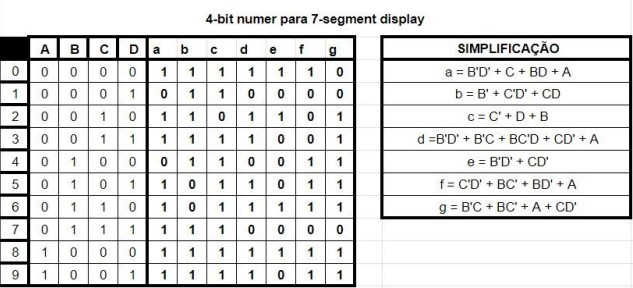 4-bit numer para 7-segment display
A B C D a b c d e f g SIMPLIFICAÇÃO
0 0 0 0 0 1 1 1 1 1 1 0 a = B'D' + C + BD + A
1 0 0 0 1 0 1 1 0 0 0 0 b = B' + C'D' + CD
2 0 0 1 0 1 1 0 1 1 0 1 c = C' + D + B
3 0 0 1 1 1 1 1 1 0 0 1 d =B'D' + B'C + BC'D + CD' + A
4 0 1 0 0 0 1 1 0 0 1 1 e = B'D' + CD'
5 0 1 0 1 1 0 1 1 0 1 1 f = C'D' + BC' + BD' + A
6 0 1 1 0 1 0 1 1 1 1 1 g = B'C + BC' + A + CD'
7 0 1 1 1 1 1 1 0 0 0 0
8 1 0 0 0 1 1 1 1 1 1 1
9 1 0 0 1 1 1 1 1 0 1 1